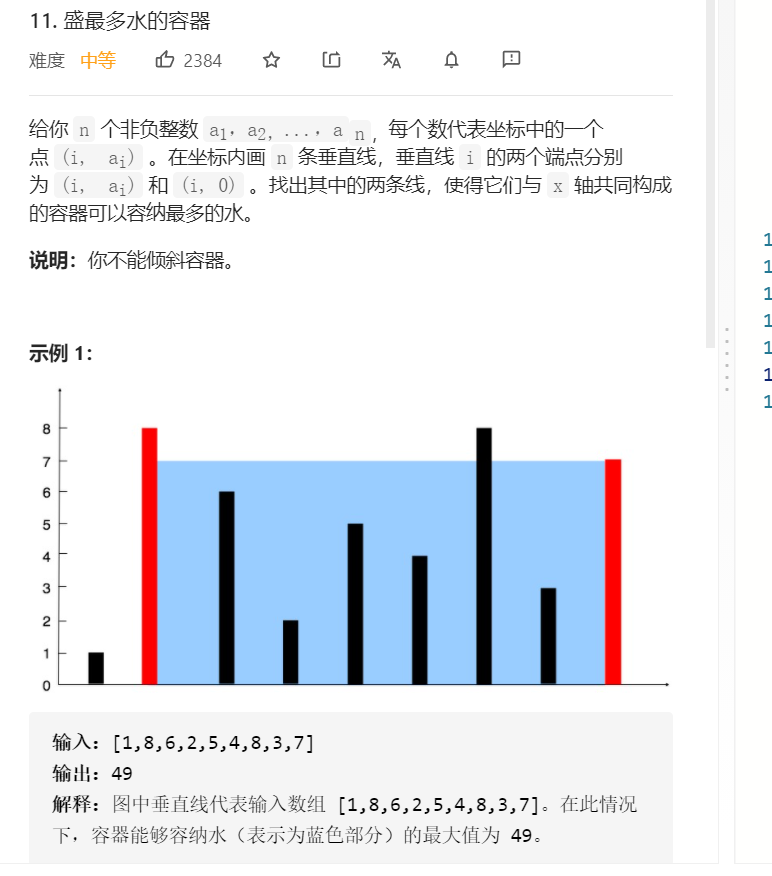 11. 盛最多水的容器
难度 中等 2384
给你 n 个非负整数 a1，a2，...，a n，每个数代表坐标中的一个
点 (i, ai) 。在坐标内画 n 条垂直线，垂直线 i 的两个端点分别
为 (i, ai) 和 (i, 0) 。找出其中的两条线，使得它们与 x 轴共同构成
的容器可以容纳最多的水。
说明：你不能倾斜容器。
示例 1：
8
7
6
5
4
3
2
1
0
输入：[1,8,6,2,5,4,8,3,7]
输出：49
解释：图中垂直线代表输入数组 [1,8,6,2,5,4,8,3,7]。在此情况
下，容器能够容纳水（表示为蓝色部分）的最大值为 49。